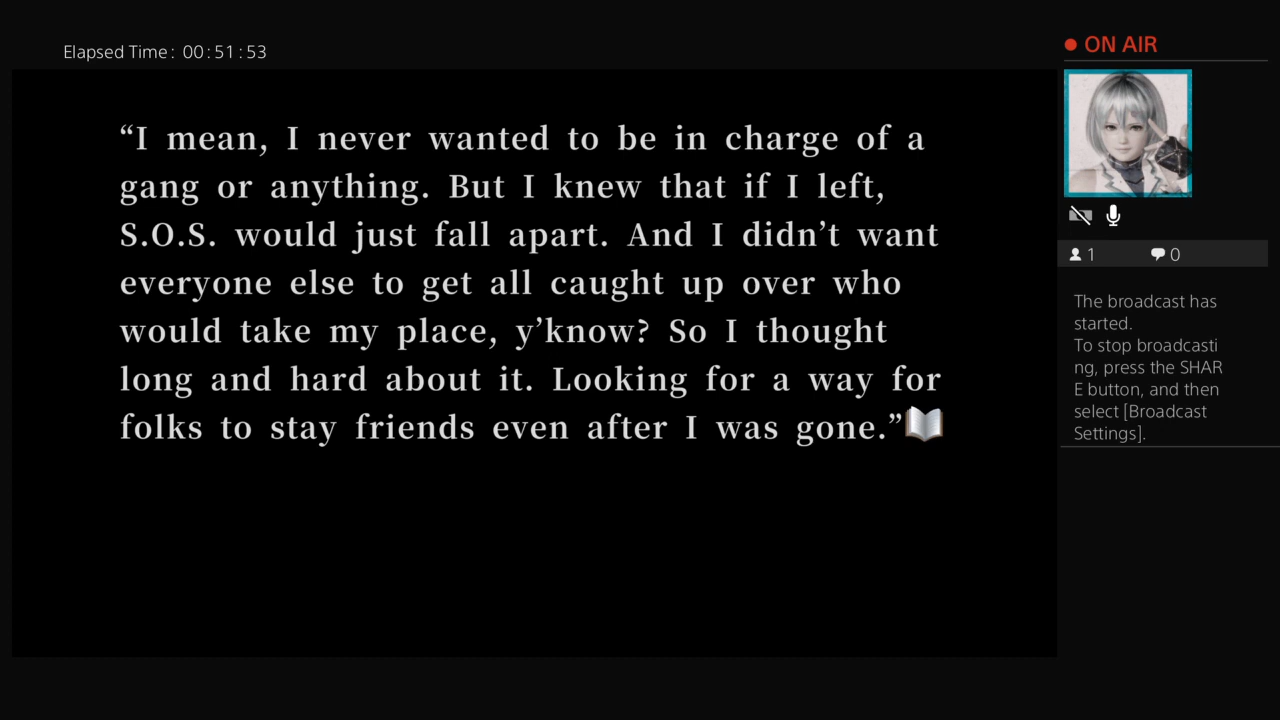 Elapsed Time: 00:51:53
ON AIR
“I mean, I never wanted to be in charge of a
gang or anything. But I knew that if I left,
S.O.S. would just fall apart. And I didn’t want
everyone else to get all caught up over who
would take my place, y’know? So I thought
long and hard about it. Looking for a way for
folks to stay friends even after I was gone.”
1
0
The broadcast has
started.
To stop broadcasti
ng, press the SHAR
E button, and then
select [Broadcast
Settings].